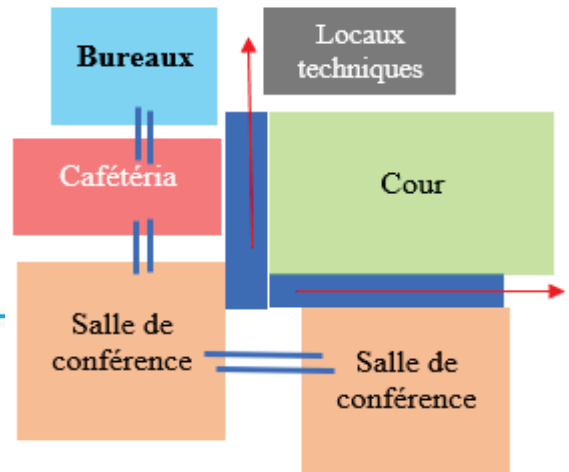 Bureaux
Locaux
techniques
Cafétéria
Cour
Salle de
conférence
Salle de
conférence